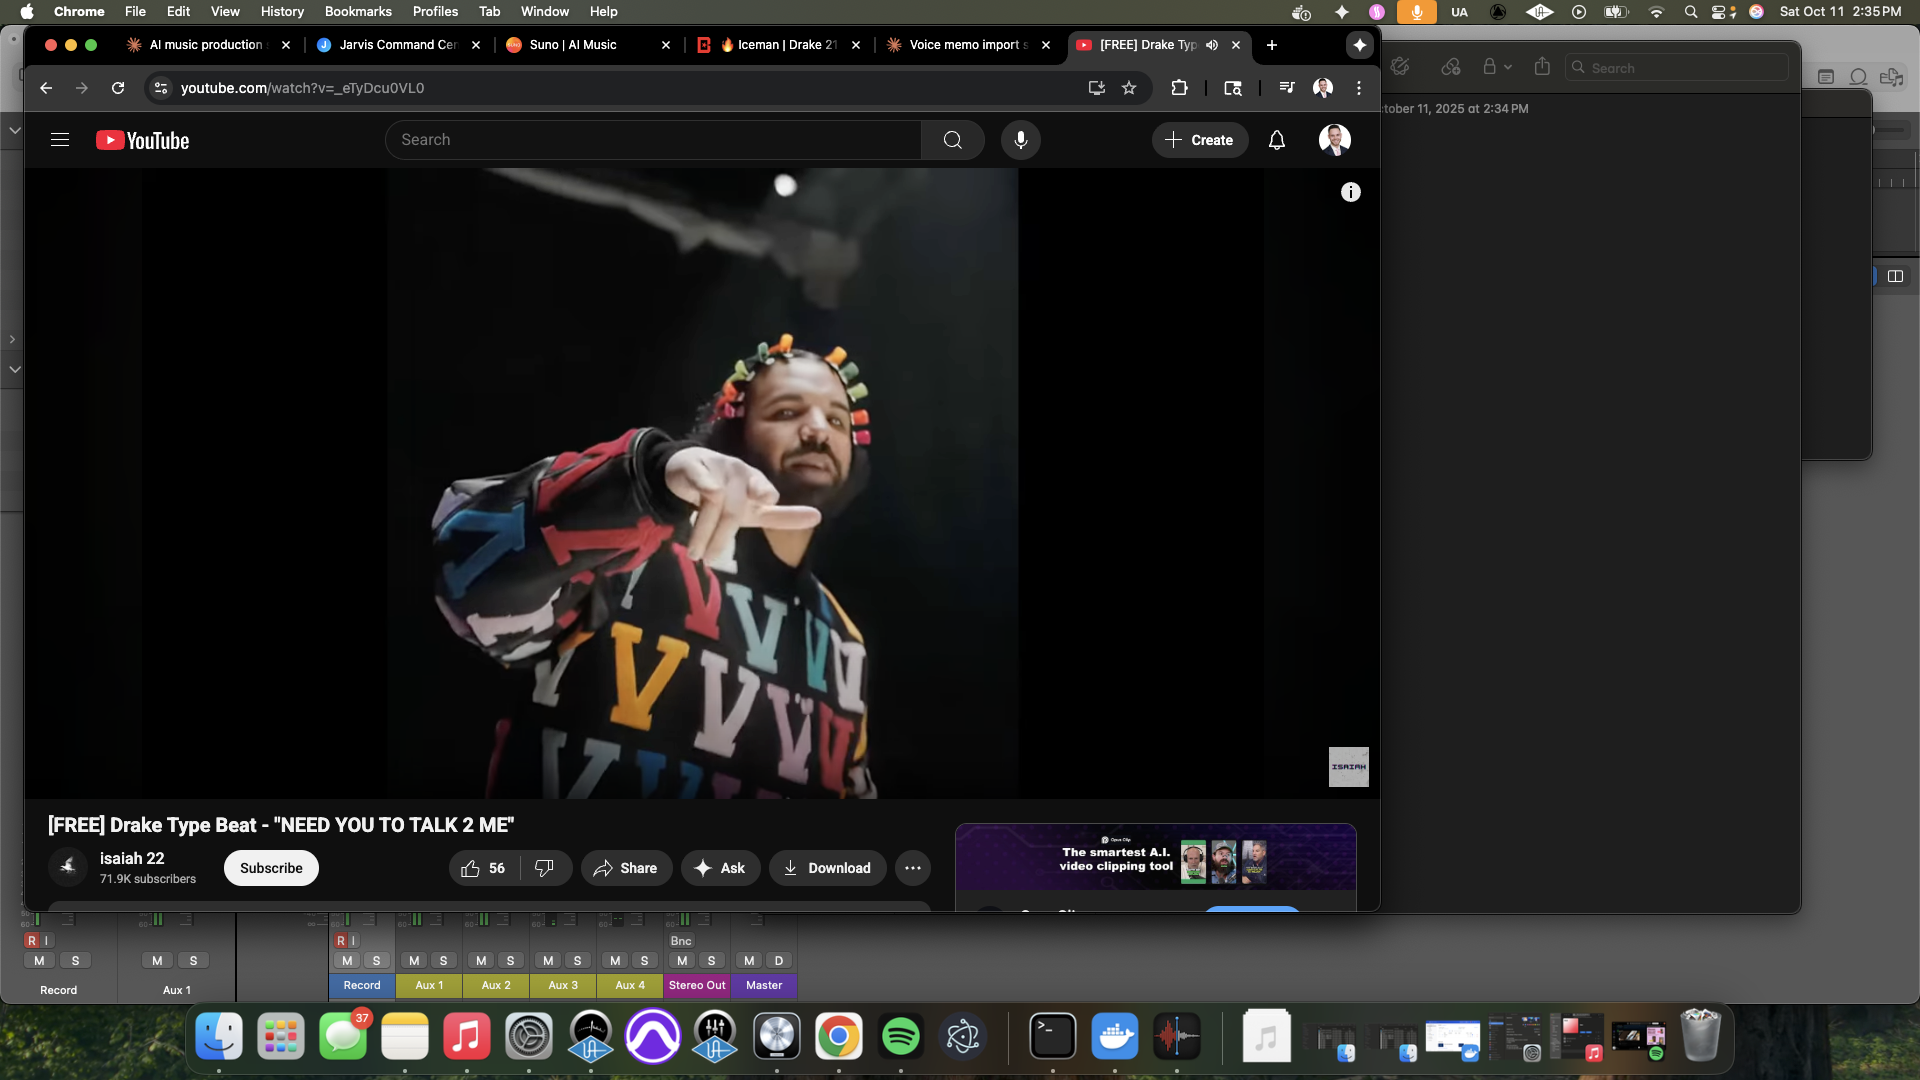 Chrome File Edit View History Bookmarks Profiles Tab Window Help UA Sat Oct 11 2:35 PM
AI music production Jarvis Command Cer Suno | AI Music 🔥 Iceman | Drake 21 Voice memo import s [FREE] Drake Typ
youtube.com/watch?v=_eTyDcu0VL0
Search
tober 11, 2025 at 2:34 PM
YouTube
Search
Create
ISAIAH
[FREE] Drake Type Beat - "NEED YOU TO TALK 2 ME"
isaiah 22
71.9K subscribers
Subscribe
56
Share
Ask
Download
Opus Clip
The smartest A.I.
video clipping tool
R I R I Bnc
M S M S M S M S M S M S M S M S M D
Record Aux 1 Record Aux 1 Aux 2 Aux 3 Aux 4 Stereo Out Master
37